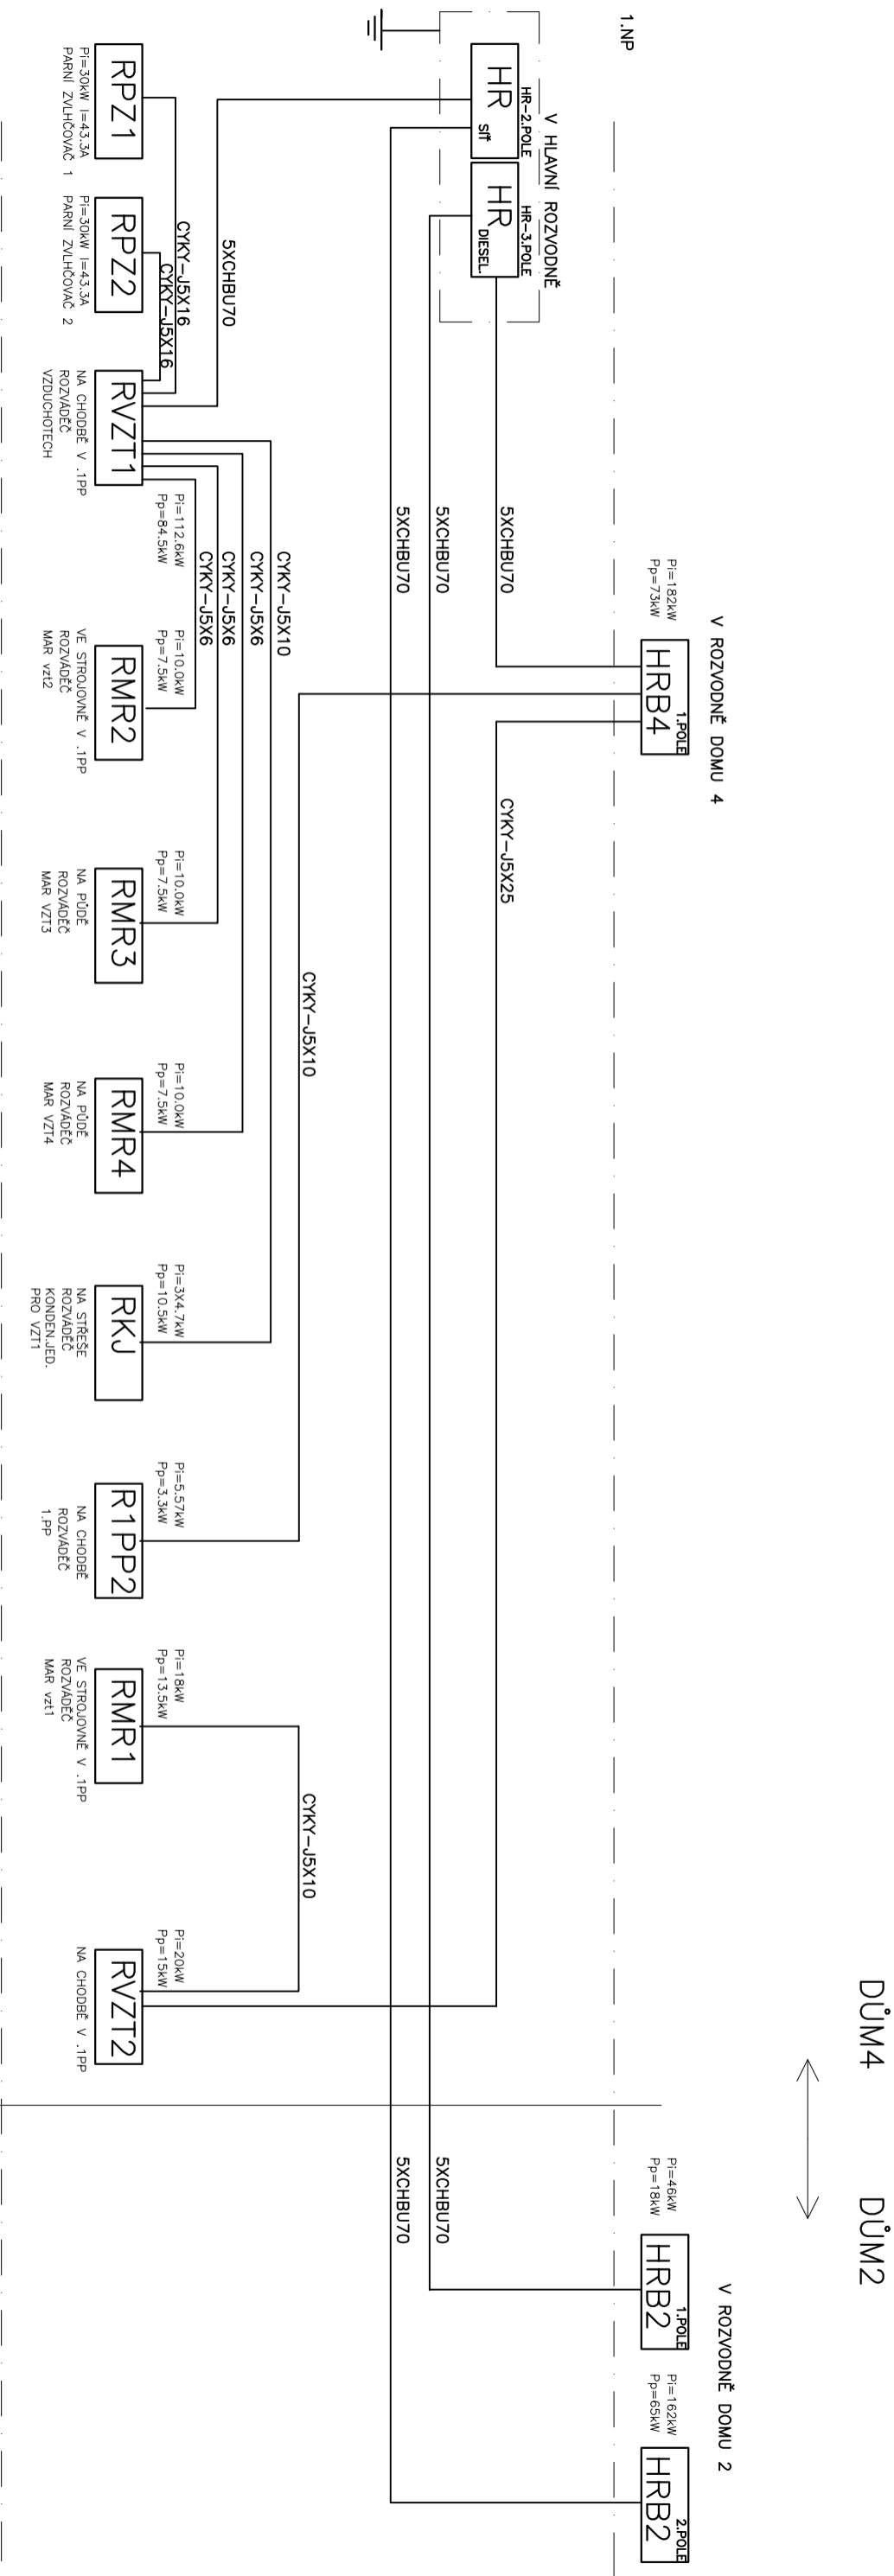 DŮM4
DŮM2
V ROZVODNĚ DOMU 4
V ROZVODNĚ DOMU 2
Pi=182kW
Pp=73kW
1.POLE
HRB4
Pi=46kW
Pp=18kW
1.POLE
HRB2
Pi=162kW
Pp=65kW
2.POLE
HRB2
1.NP
V HLAVNÍ ROZVODNĚ
HR-2.POLE
HR
SÍŤ
HR-3.POLE
HR
DIESEL.
5XCHBU70
CYKY-J5X25
5XCHBU70
5XCHBU70
5XCHBU70
5XCHBU70
CYKY-J5X10
CYKY-J5X10
CYKY-J5X10
5XCHBU70
CYKY-J5X6
CYKY-J5X6
CYKY-J5X6
CYKY-J5X16
CYKY-J5X16
RPZ1
Pi=30kW I=43.3A
PARNÍ ZVLHČOVAČ 1
RPZ2
Pi=30kW I=43.3A
PARNÍ ZVLHČOVAČ 2
Pi=112.6kW
Pp=84.5kW
RVZT1
NA CHODBĚ V .1PP
ROZVÁDĚČ
VZDUCHOTECH
Pi=10.0kW
Pp=7.5kW
RMR2
VE STROJOVNĚ V .1PP
ROZVÁDĚČ
MAR vzt2
Pi=10.0kW
Pp=7.5kW
RMR3
NA PŮDĚ
ROZVÁDĚČ
MAR VZT3
Pi=10.0kW
Pp=7.5kW
RMR4
NA PŮDĚ
ROZVÁDĚČ
MAR VZT4
Pi=3X4.7kW
Pp=10.5kW
RKJ
NA STŘEŠE
ROZVÁDĚČ
KONDEN.JED.
PRO VZT1
Pi=5.57kW
Pp=3.3kW
R1PP2
NA CHODBĚ
ROZVÁDĚČ
1.PP
Pi=18kW
Pp=13.5kW
RMR1
VE STROJOVNĚ V .1PP
ROZVÁDĚČ
MAR vzt1
Pi=20kW
Pp=15kW
RVZT2
NA CHODBĚ V .1PP